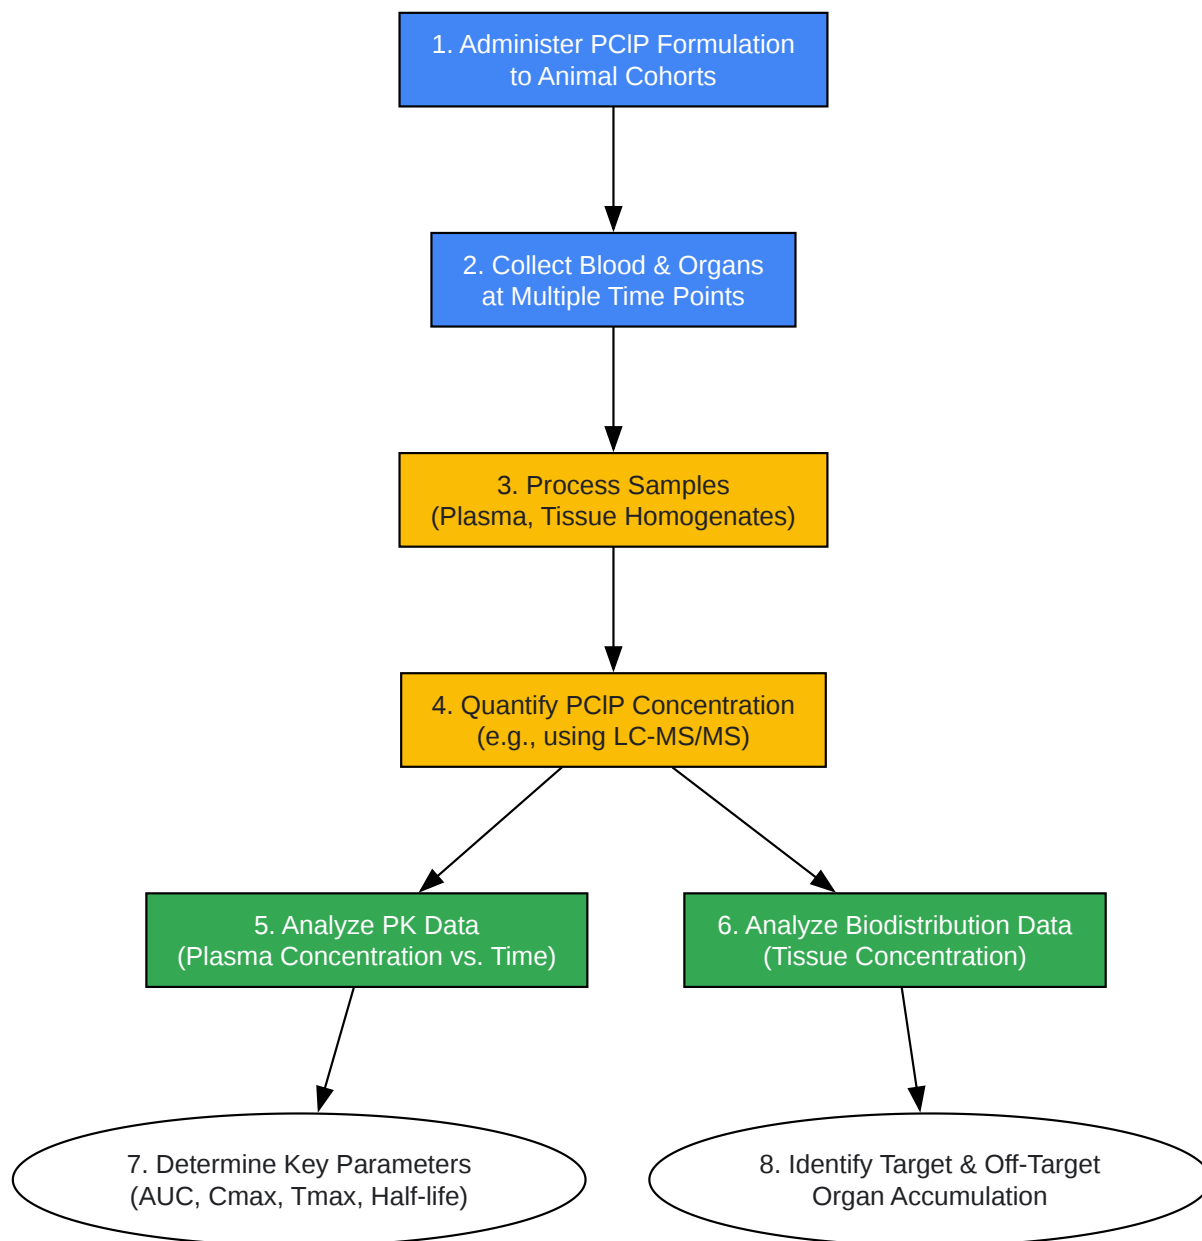 1. Administer PClP Formulation
to Animal Cohorts
2. Collect Blood & Organs
at Multiple Time Points
3. Process Samples
(Plasma, Tissue Homogenates)
4. Quantify PClP Concentration
(e.g., using LC-MS/MS)
5. Analyze PK Data
(Plasma Concentration vs. Time)
6. Analyze Biodistribution Data
(Tissue Concentration)
7. Determine Key Parameters
(AUC, Cmax, Tmax, Half-life)
8. Identify Target & Off-Target
Organ Accumulation